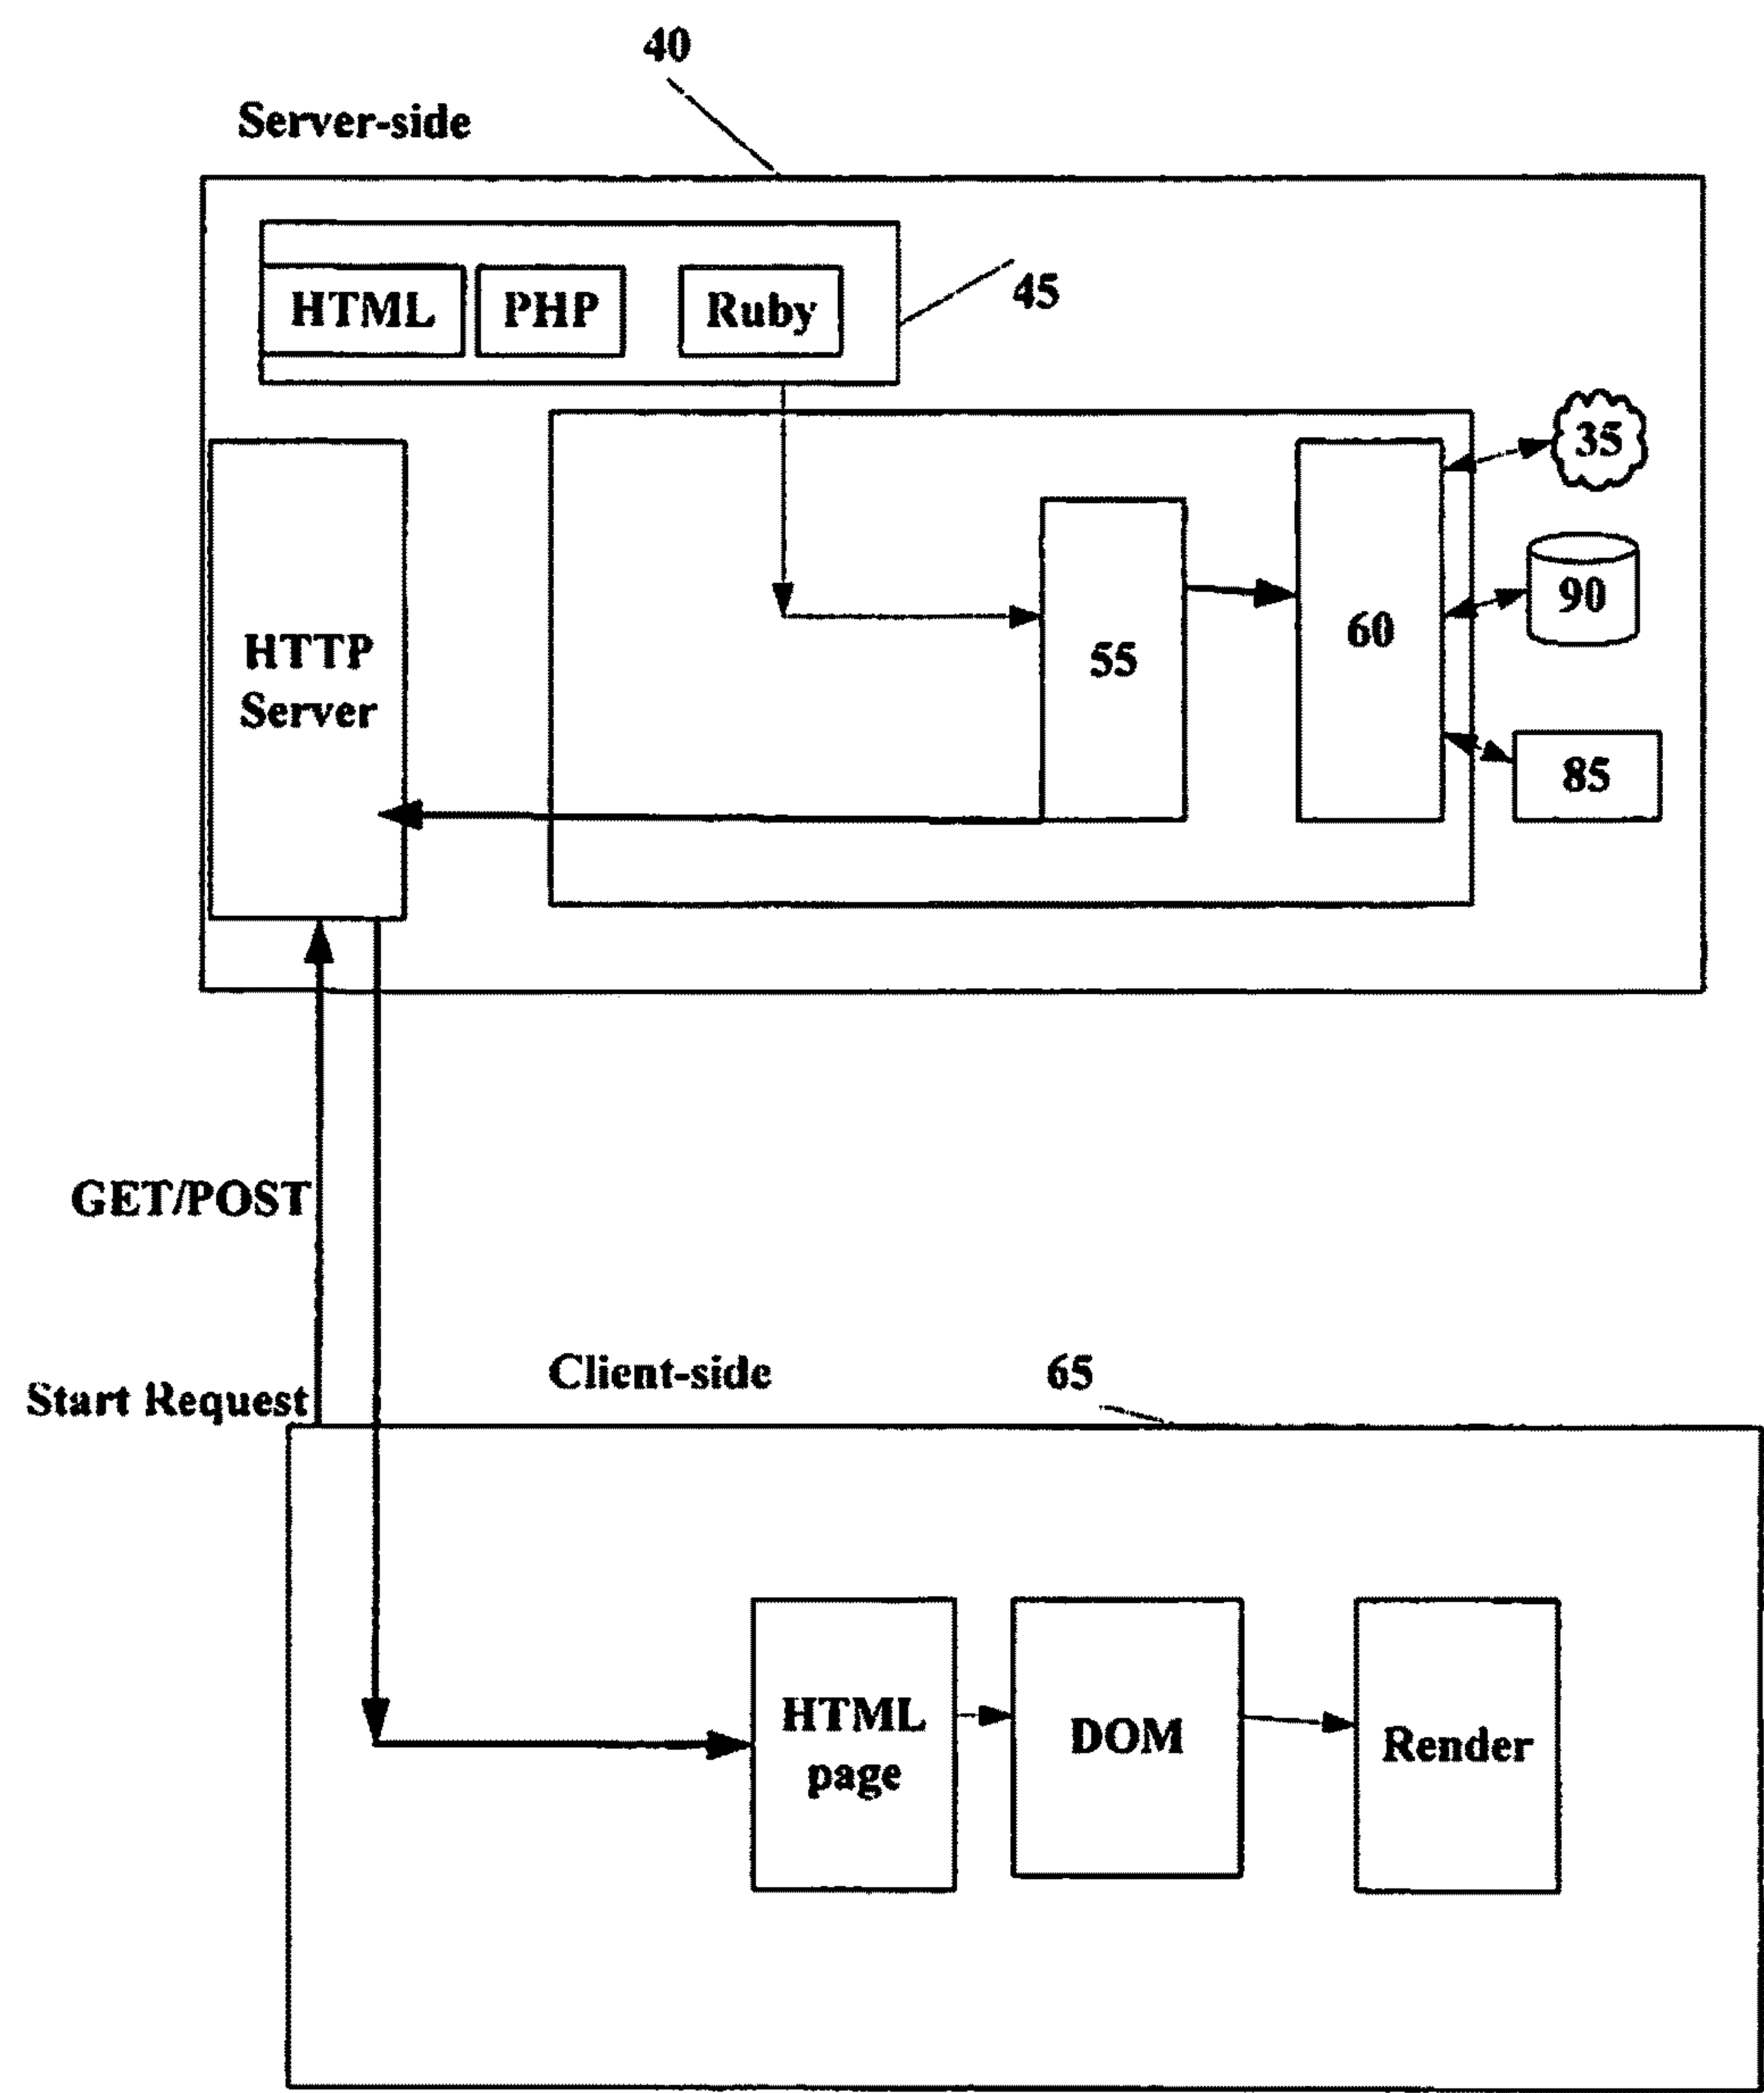 40
Server-side
HTML PHP Ruby
45
35
90
60
55
HTTP
Server
85
GET/POST
Client-side
65
Start Request
HTML
page
DOM
Render